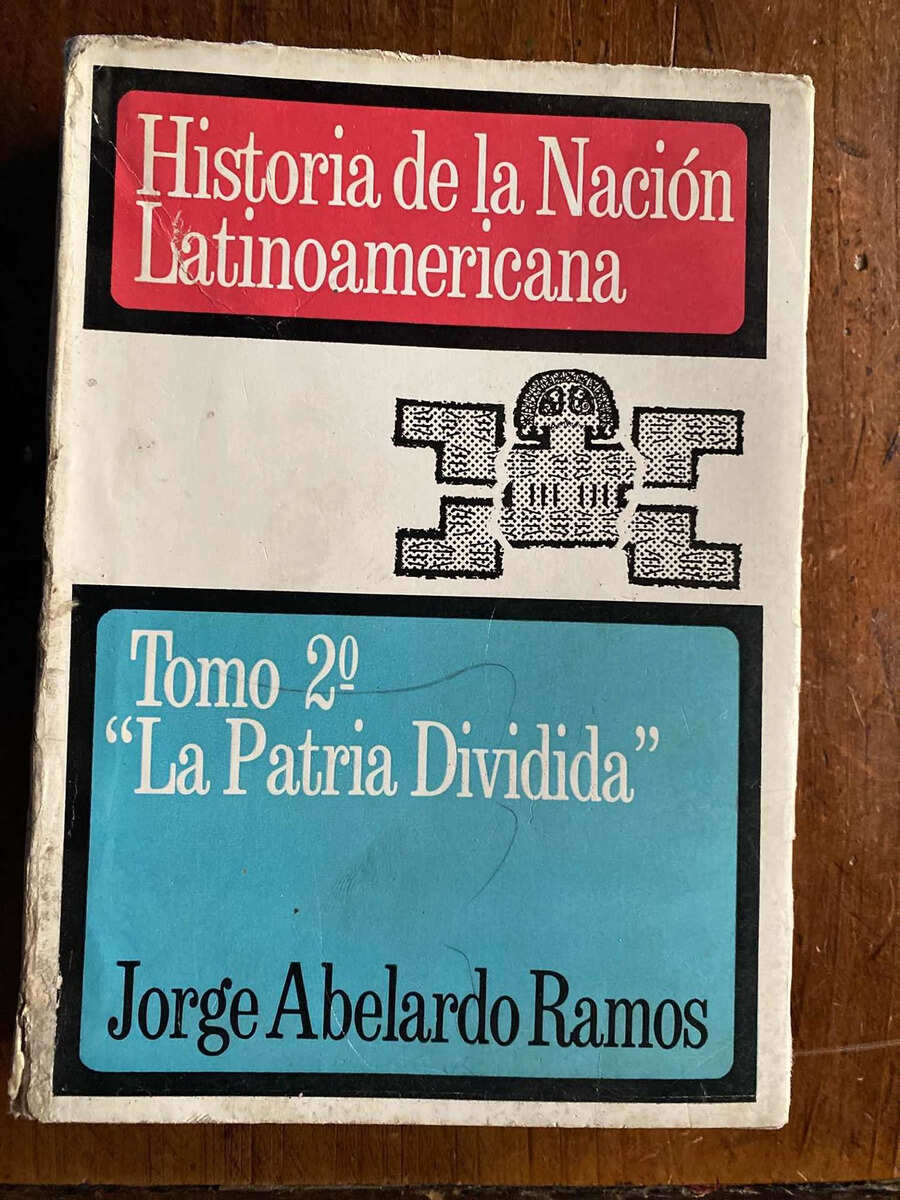 Historia de la Nación
Latinoamericana
Tomo 2º
“La Patria Dividida”
Jorge Abelardo Ramos